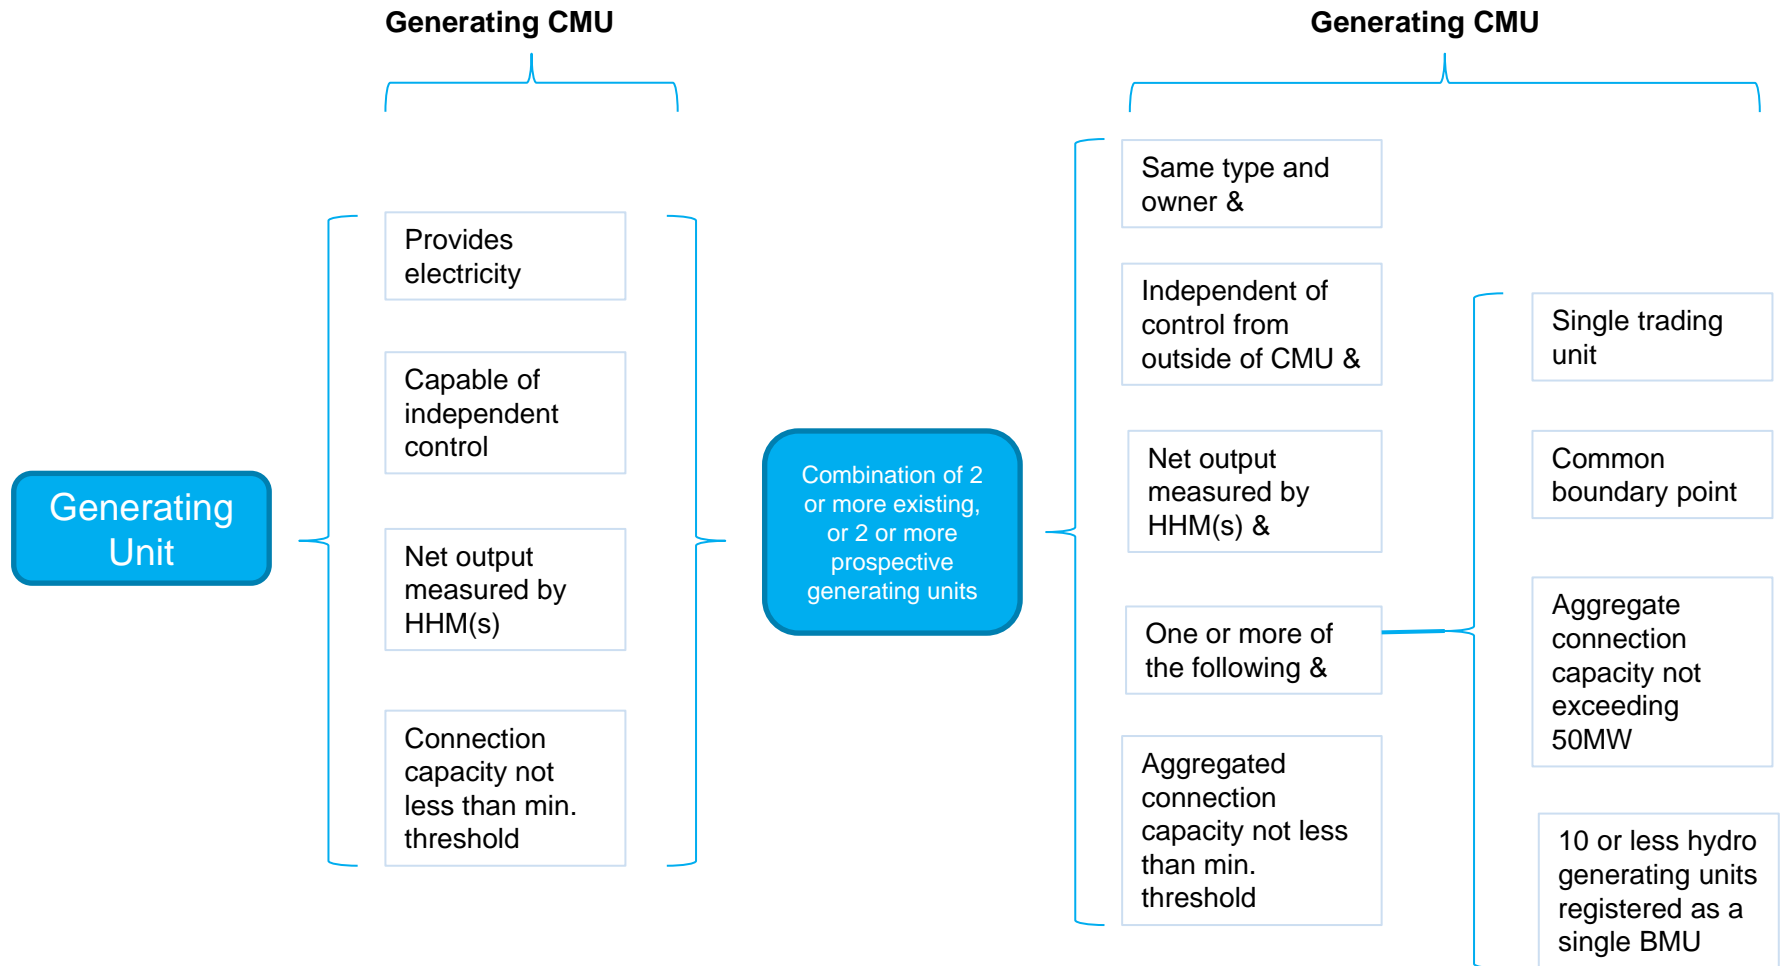 Generating CMU
Generating CMU
Generating
Unit
Provides
electricity
Capable of
independent
control
Net output
measured by
HHM(s)
Connection
capacity not
less than min.
threshold
Combination of 2
or more existing,
or 2 or more
prospective
generating units
Same type and
owner &
Independent of
control from
outside of CMU &
Net output
measured by
HHM(s) &
One or more of
the following &
Aggregated
connection
capacity not less
than min.
threshold
Single trading
unit
Common
boundary point
Aggregate
connection
capacity not
exceeding
50MW
10 or less hydro
generating units
registered as a
single BMU